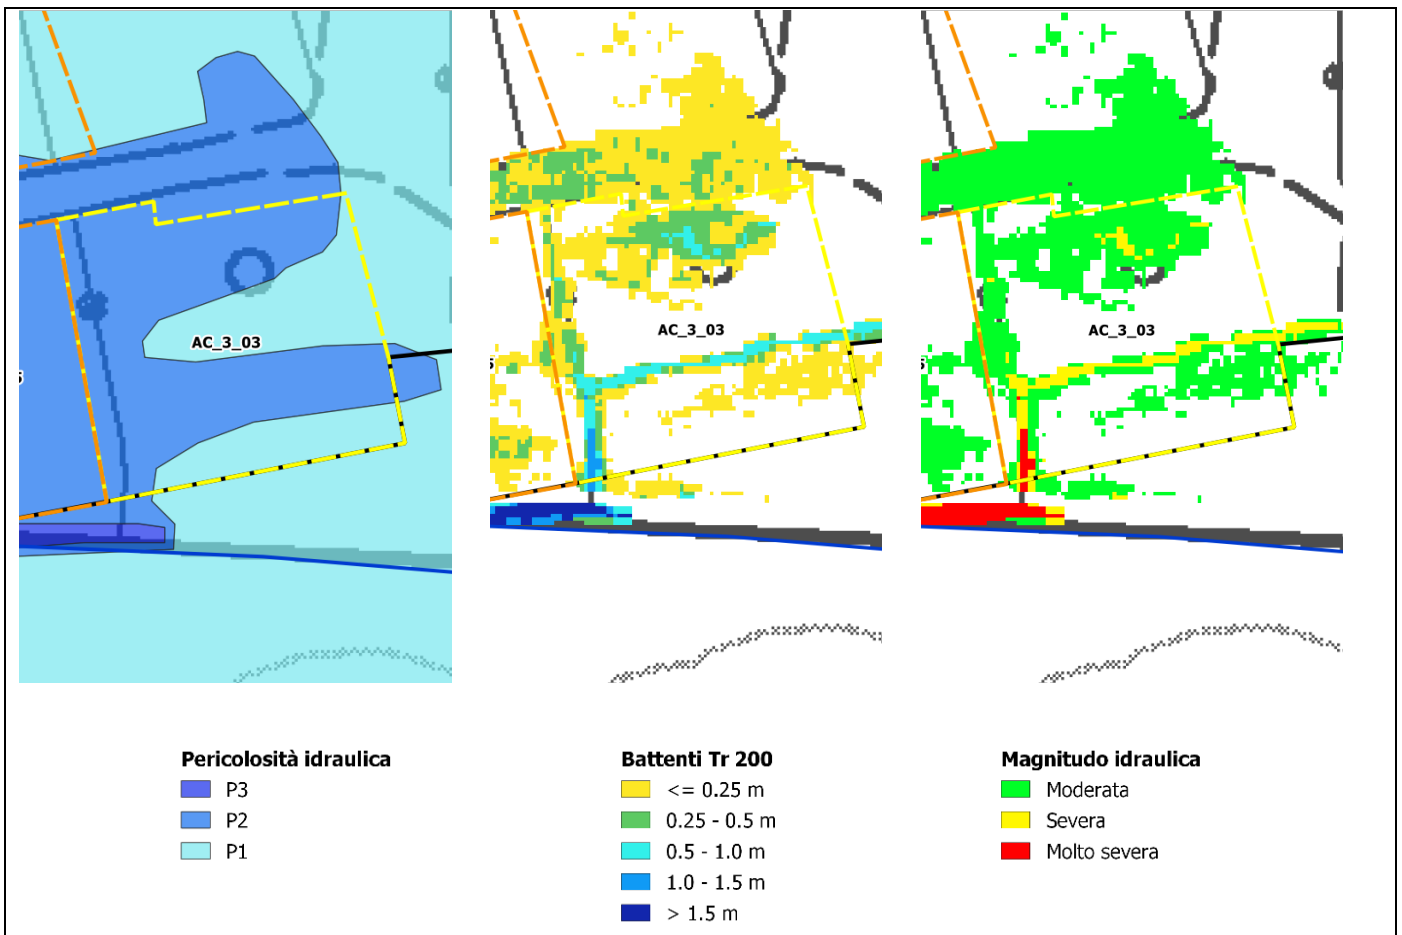 AC_3_03
AC_3_03
AC_3_03
Pericolosità idraulica
P3
P2
P1
Battenti Tr 200
<= 0.25 m
0.25 - 0.5 m
0.5 - 1.0 m
1.0 - 1.5 m
> 1.5 m
Magnitudo idraulica
Moderata
Severa
Molto severa